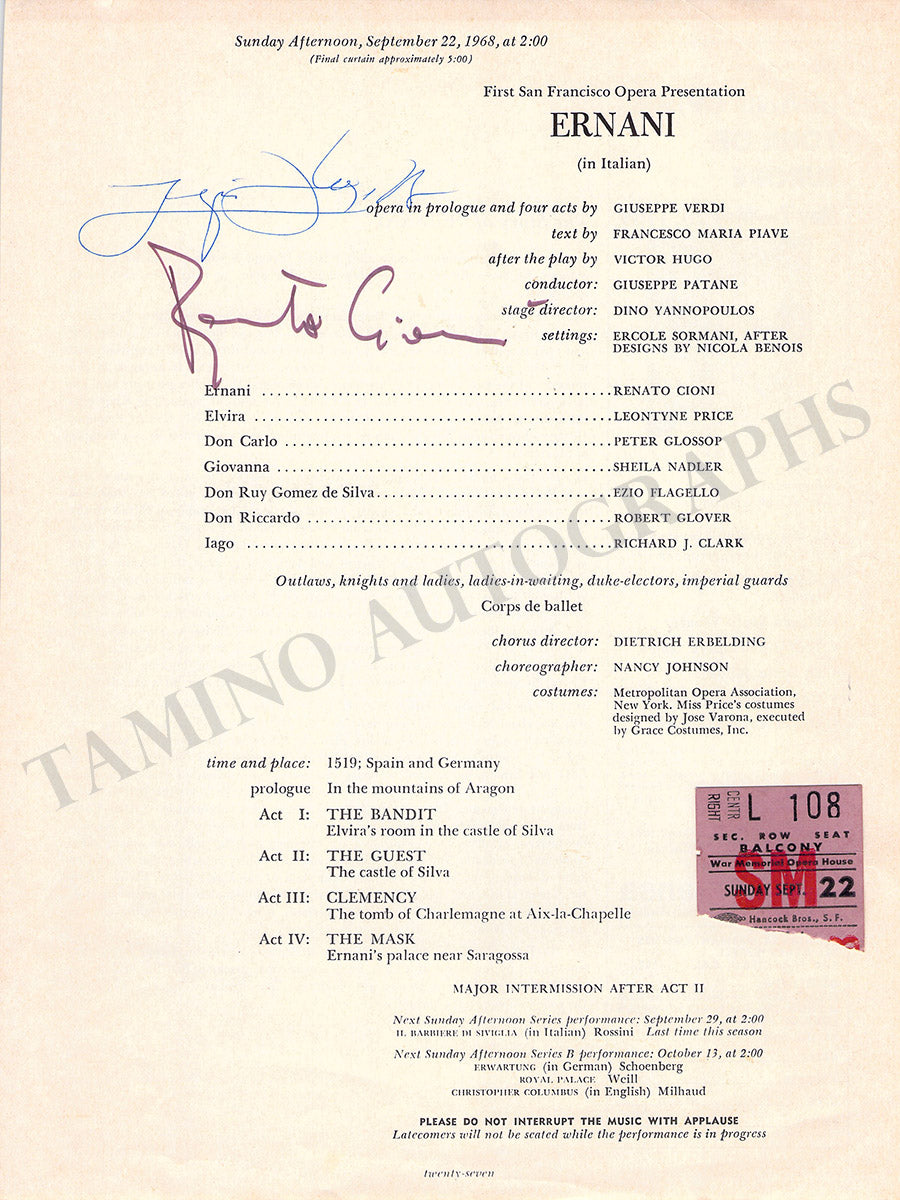 Sunday Afternoon, September 22, 1968, at 2:00
(Final curtain approximately 5:00)
First San Francisco Opera Presentation
ERNANI
(in Italian)
opera in prologue and four acts by GIUSEPPE VERDI
text by FRANCESCO MARIA PIAVE
after the play by VICTOR HUGO
conductor: GIUSEPPE PATANE
stage director: DINO YANNOPOULOS
settings: ERCOLE SORMANI, AFTER
DESIGNS BY NICOLA BENOIS
Renato Cioni
Ernani ........................................ RENATO CIONI
Elvira ........................................ LEONTYNE PRICE
Don Carlo ........................................ PETER GLOSSOP
Giovanna ........................................ SHEILA NADLER
Don Ruy Gomez de Silva ............................ EZIO FLAGELLO
Don Riccardo ........................................ ROBERT GLOVER
Iago ........................................ RICHARD J. CLARK
Outlaws, knights and ladies, ladies-in-waiting, duke-electors, imperial guards
Corps de ballet
chorus director: DIETRICH ERBELDING
choreographer: NANCY JOHNSON
costumes: Metropolitan Opera Association,
New York. Miss Price's costumes
designed by Jose Varona, executed
by Grace Costumes, Inc.
TAMINO AUTOGRAPHS
time and place: 1519; Spain and Germany
prologue In the mountains of Aragon
Act I: THE BANDIT
Elvira's room in the castle of Silva
Act II: THE GUEST
The castle of Silva
Act III: CLEMENCY
The tomb of Charlemagne at Aix-la-Chapelle
Act IV: THE MASK
Ernani's palace near Saragossa
RIGHT CENTR L 108
SEC. ROW SEAT
BALCONY
War Memorial Opera House
SM
SUNDAY SEPT. 22
Hancock Bros., S. F.
MAJOR INTERMISSION AFTER ACT II
Next Sunday Afternoon Series performance: September 29, at 2:00
IL BARBIERE DI SIVIGLIA (in Italian) Rossini Last time this season
Next Sunday Afternoon Series B performance: October 13, at 2:00
ERWARTUNG (in German) Schoenberg
ROYAL PALACE Weill
CHRISTOPHER COLUMBUS (in English) Milhaud
PLEASE DO NOT INTERRUPT THE MUSIC WITH APPLAUSE
Latecomers will not be seated while the performance is in progress
twenty-seven